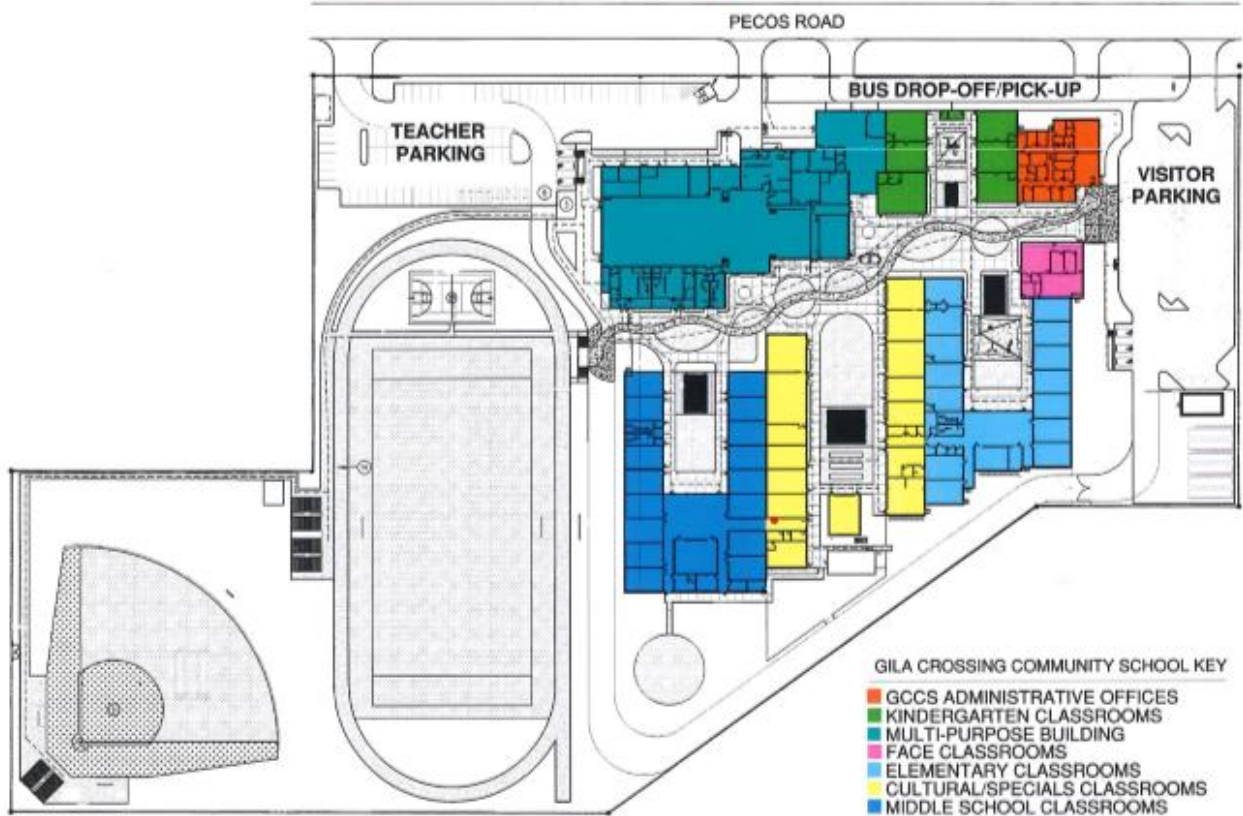 PECOS ROAD
BUS DROP-OFF/PICK-UP
TEACHER
PARKING
VISITOR
PARKING
GILA CROSSING COMMUNITY SCHOOL KEY
GCCS ADMINISTRATIVE OFFICES
KINDERGARTEN CLASSROOMS
MULTI-PURPOSE BUILDING
FACE CLASSROOMS
ELEMENTARY CLASSROOMS
CULTURAL/SPECIALS CLASSROOMS
MIDDLE SCHOOL CLASSROOMS